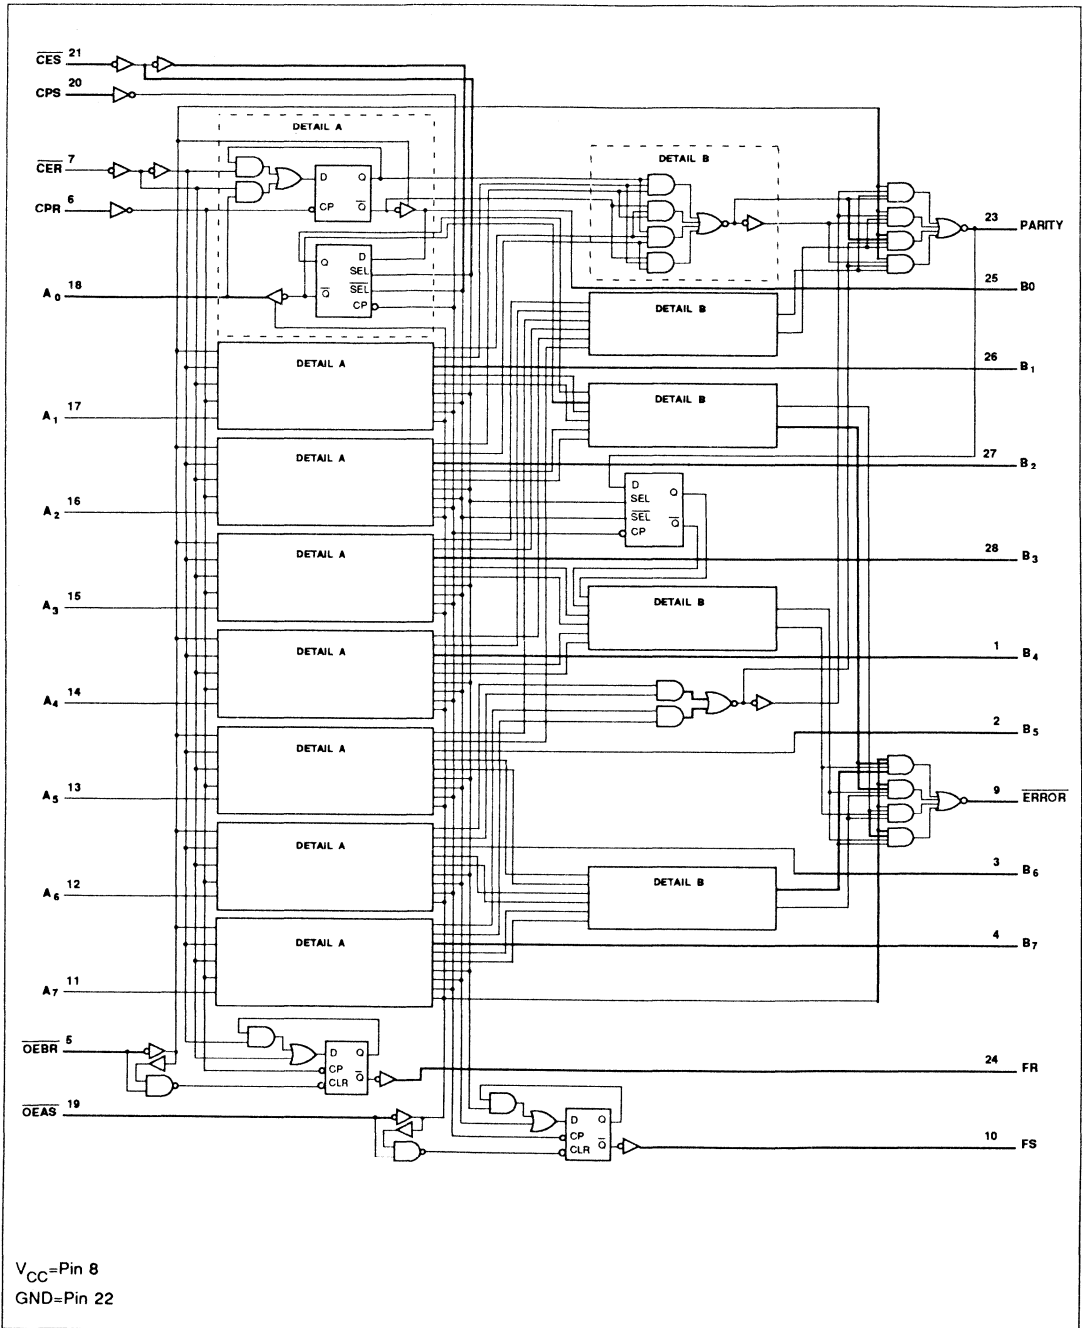 CES 21
20
CPS
DETAIL A
DETAIL B
CER 7
D Q
CP Q
CPR 6
23 PARITY
Q D
SEL
Q SEL
CP
A0 18
25 B0
DETAIL B
DETAIL A
26 B1
A1 17
DETAIL B
DETAIL A
27 B2
D Q
SEL
SEL Q
CP
A2 16
DETAIL A
28 B3
A3 15
DETAIL B
DETAIL A
1 B4
A4 14
DETAIL A
2 B5
A5 13
9 ERROR
DETAIL A
3 B6
A6 12
DETAIL B
DETAIL A
4 B7
A7 11
OEBR 5
D Q
CP Q
CLR
24 FR
OEAS 19
D Q
CP Q
CLR
10 FS
VCC=Pin 8
GND=Pin 22